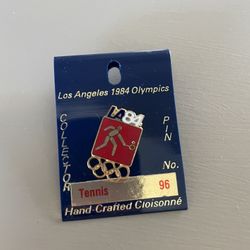 Los Angeles 1984 Olympics
LA84
COLLECTOR
PIN
No.
Tennis 96
Hand-Crafted Cloisonné